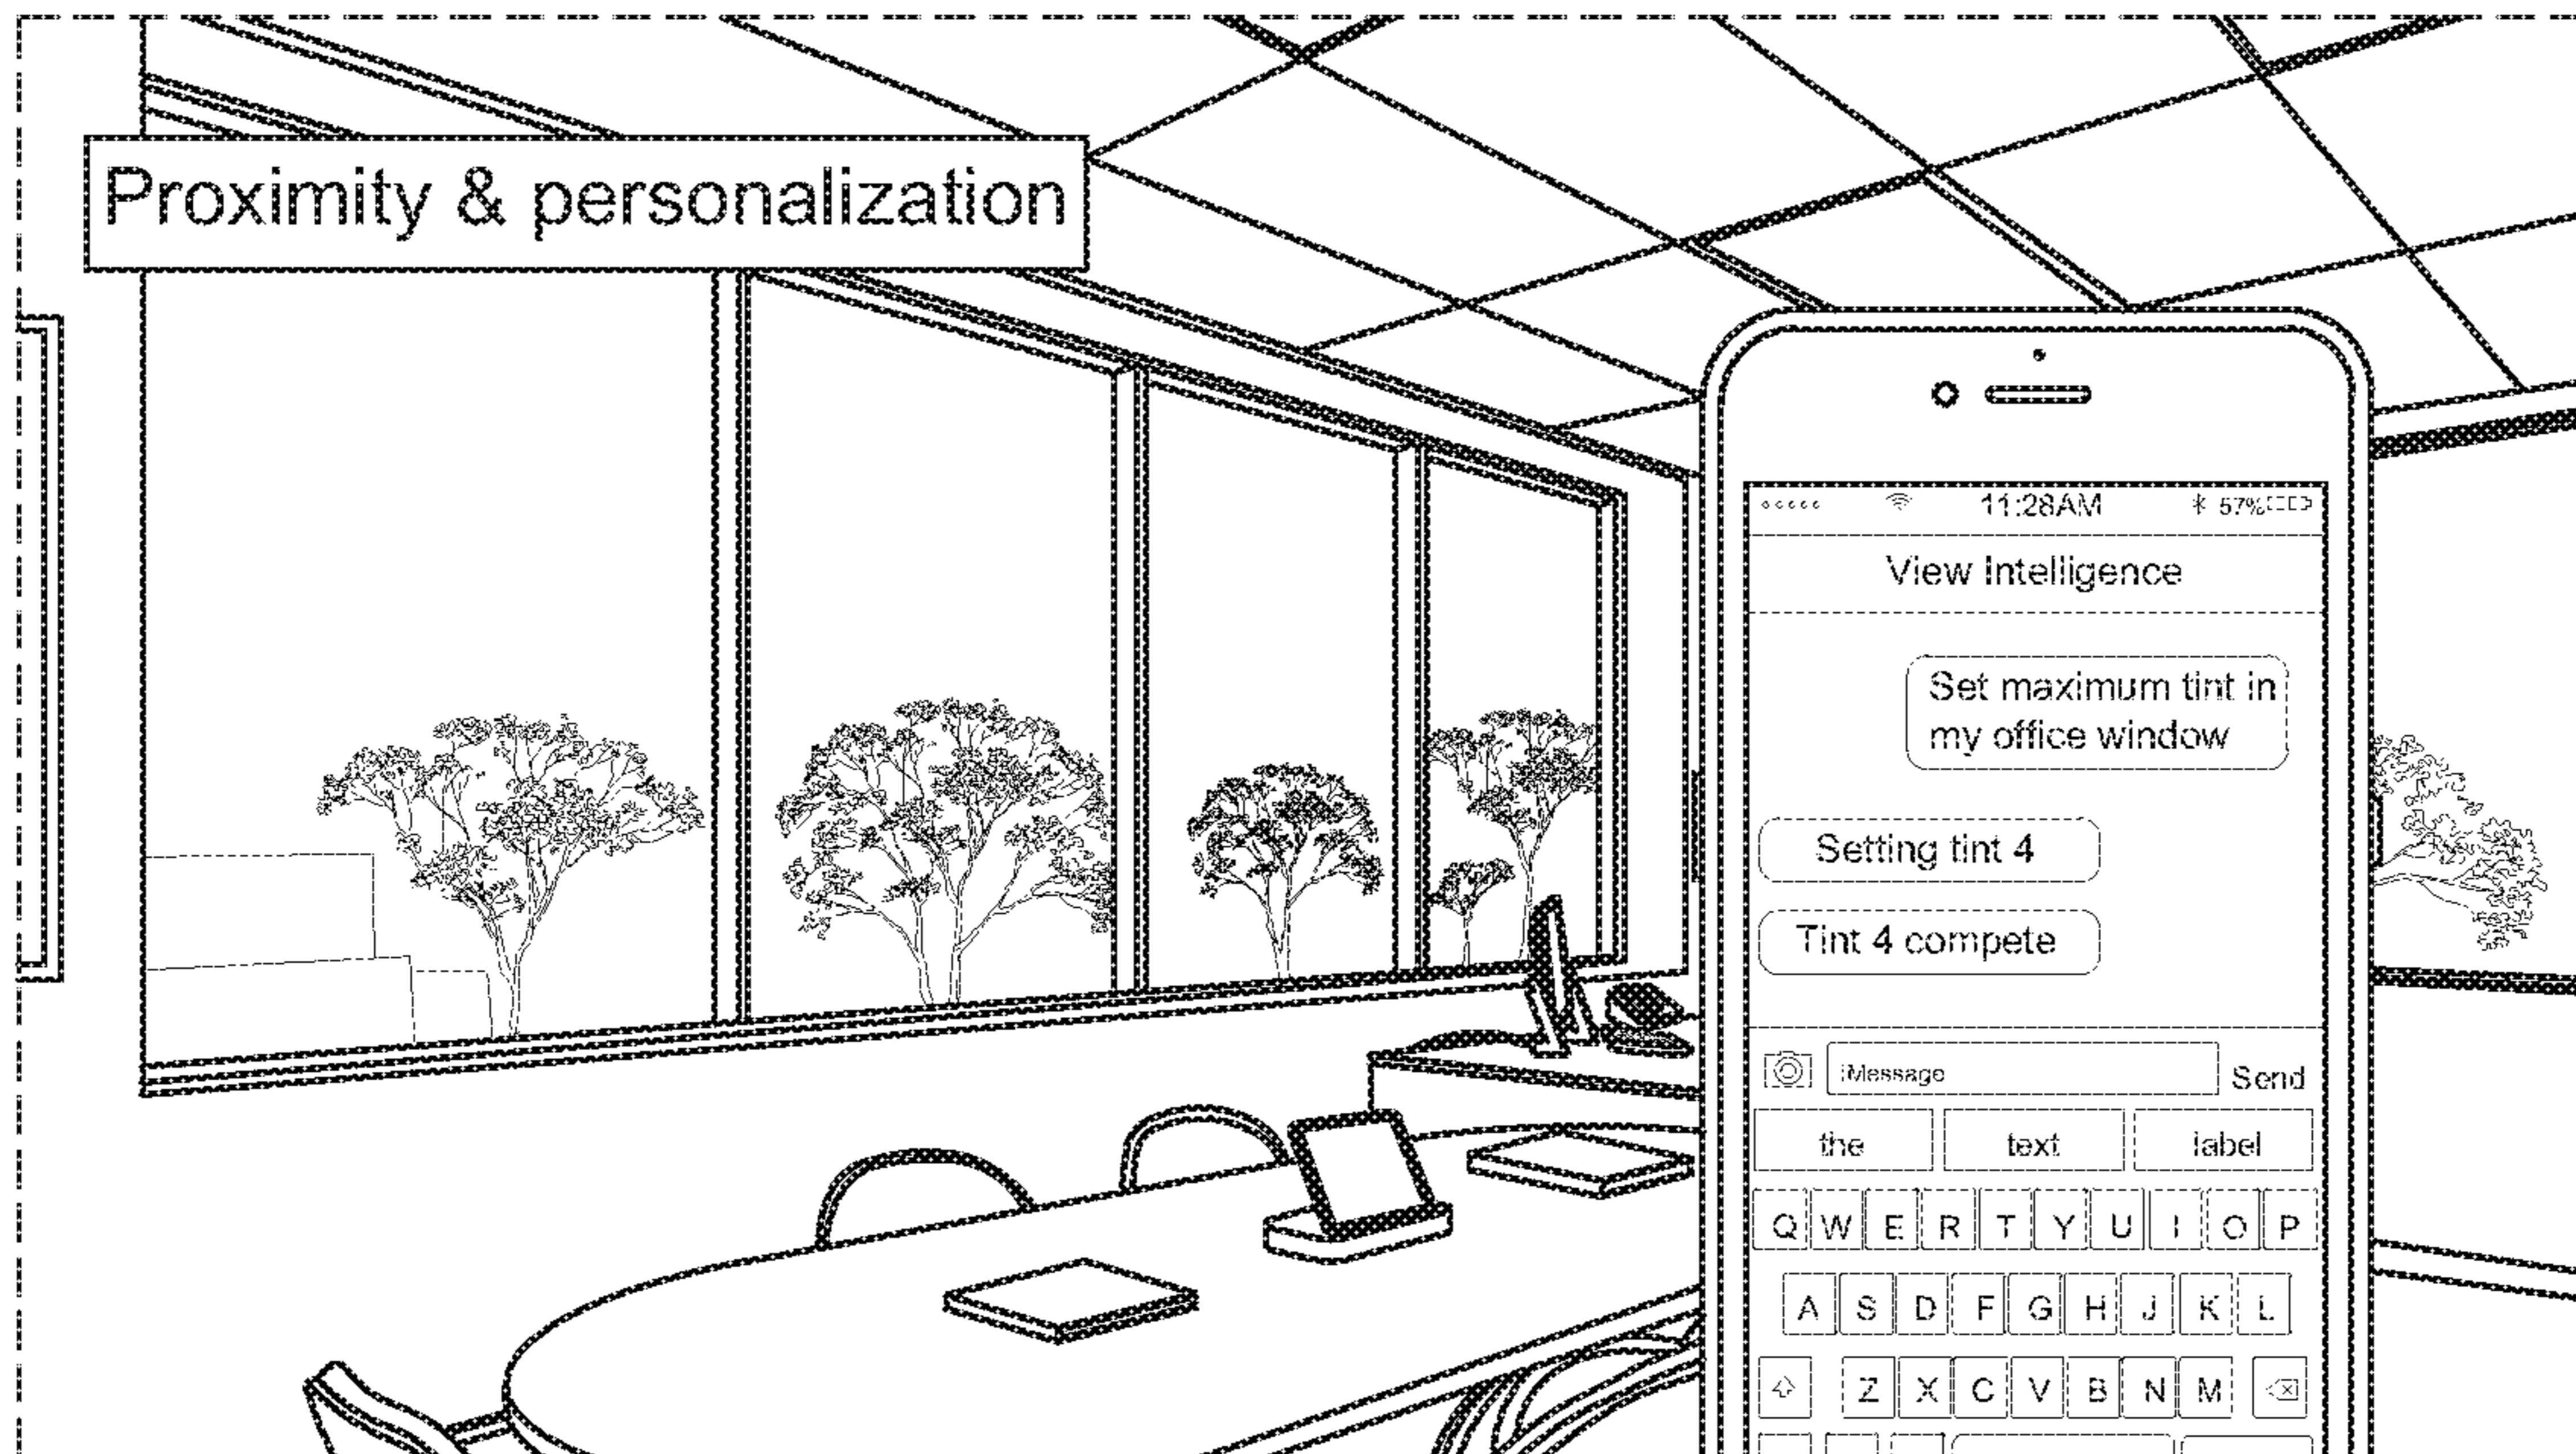 Proximity & personalization
11:28AM 57%
View Intelligence
Set maximum tint in
my office window
Setting tint 4
Tint 4 compete
iMessage Send
the text label
Q W E R T Y U I O P
A S D F G H J K L
Z X C V B N M